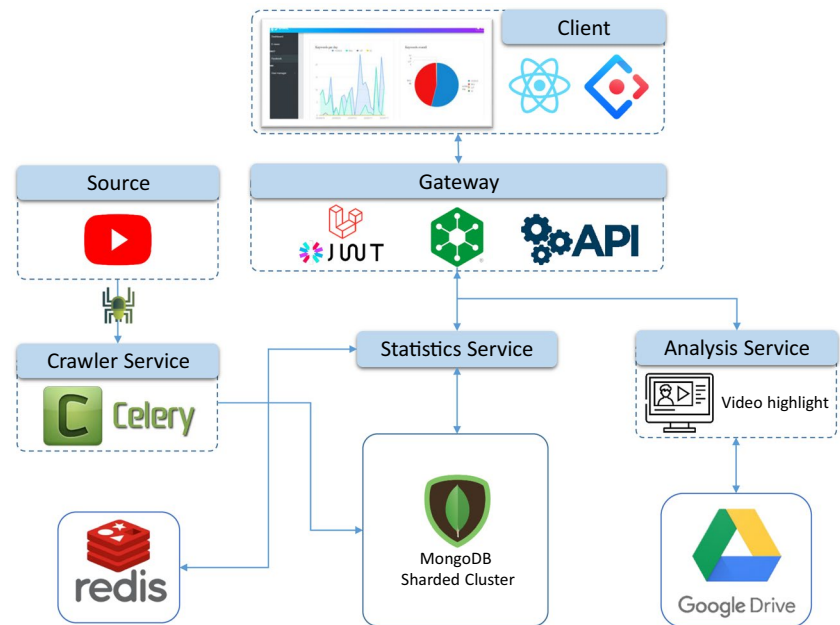 Client
Source
Gateway
JWT
API
Crawler Service
Statistics Service
Analysis Service
C Celery
Video highlight
redis
MongoDB
Sharded Cluster
Google Drive